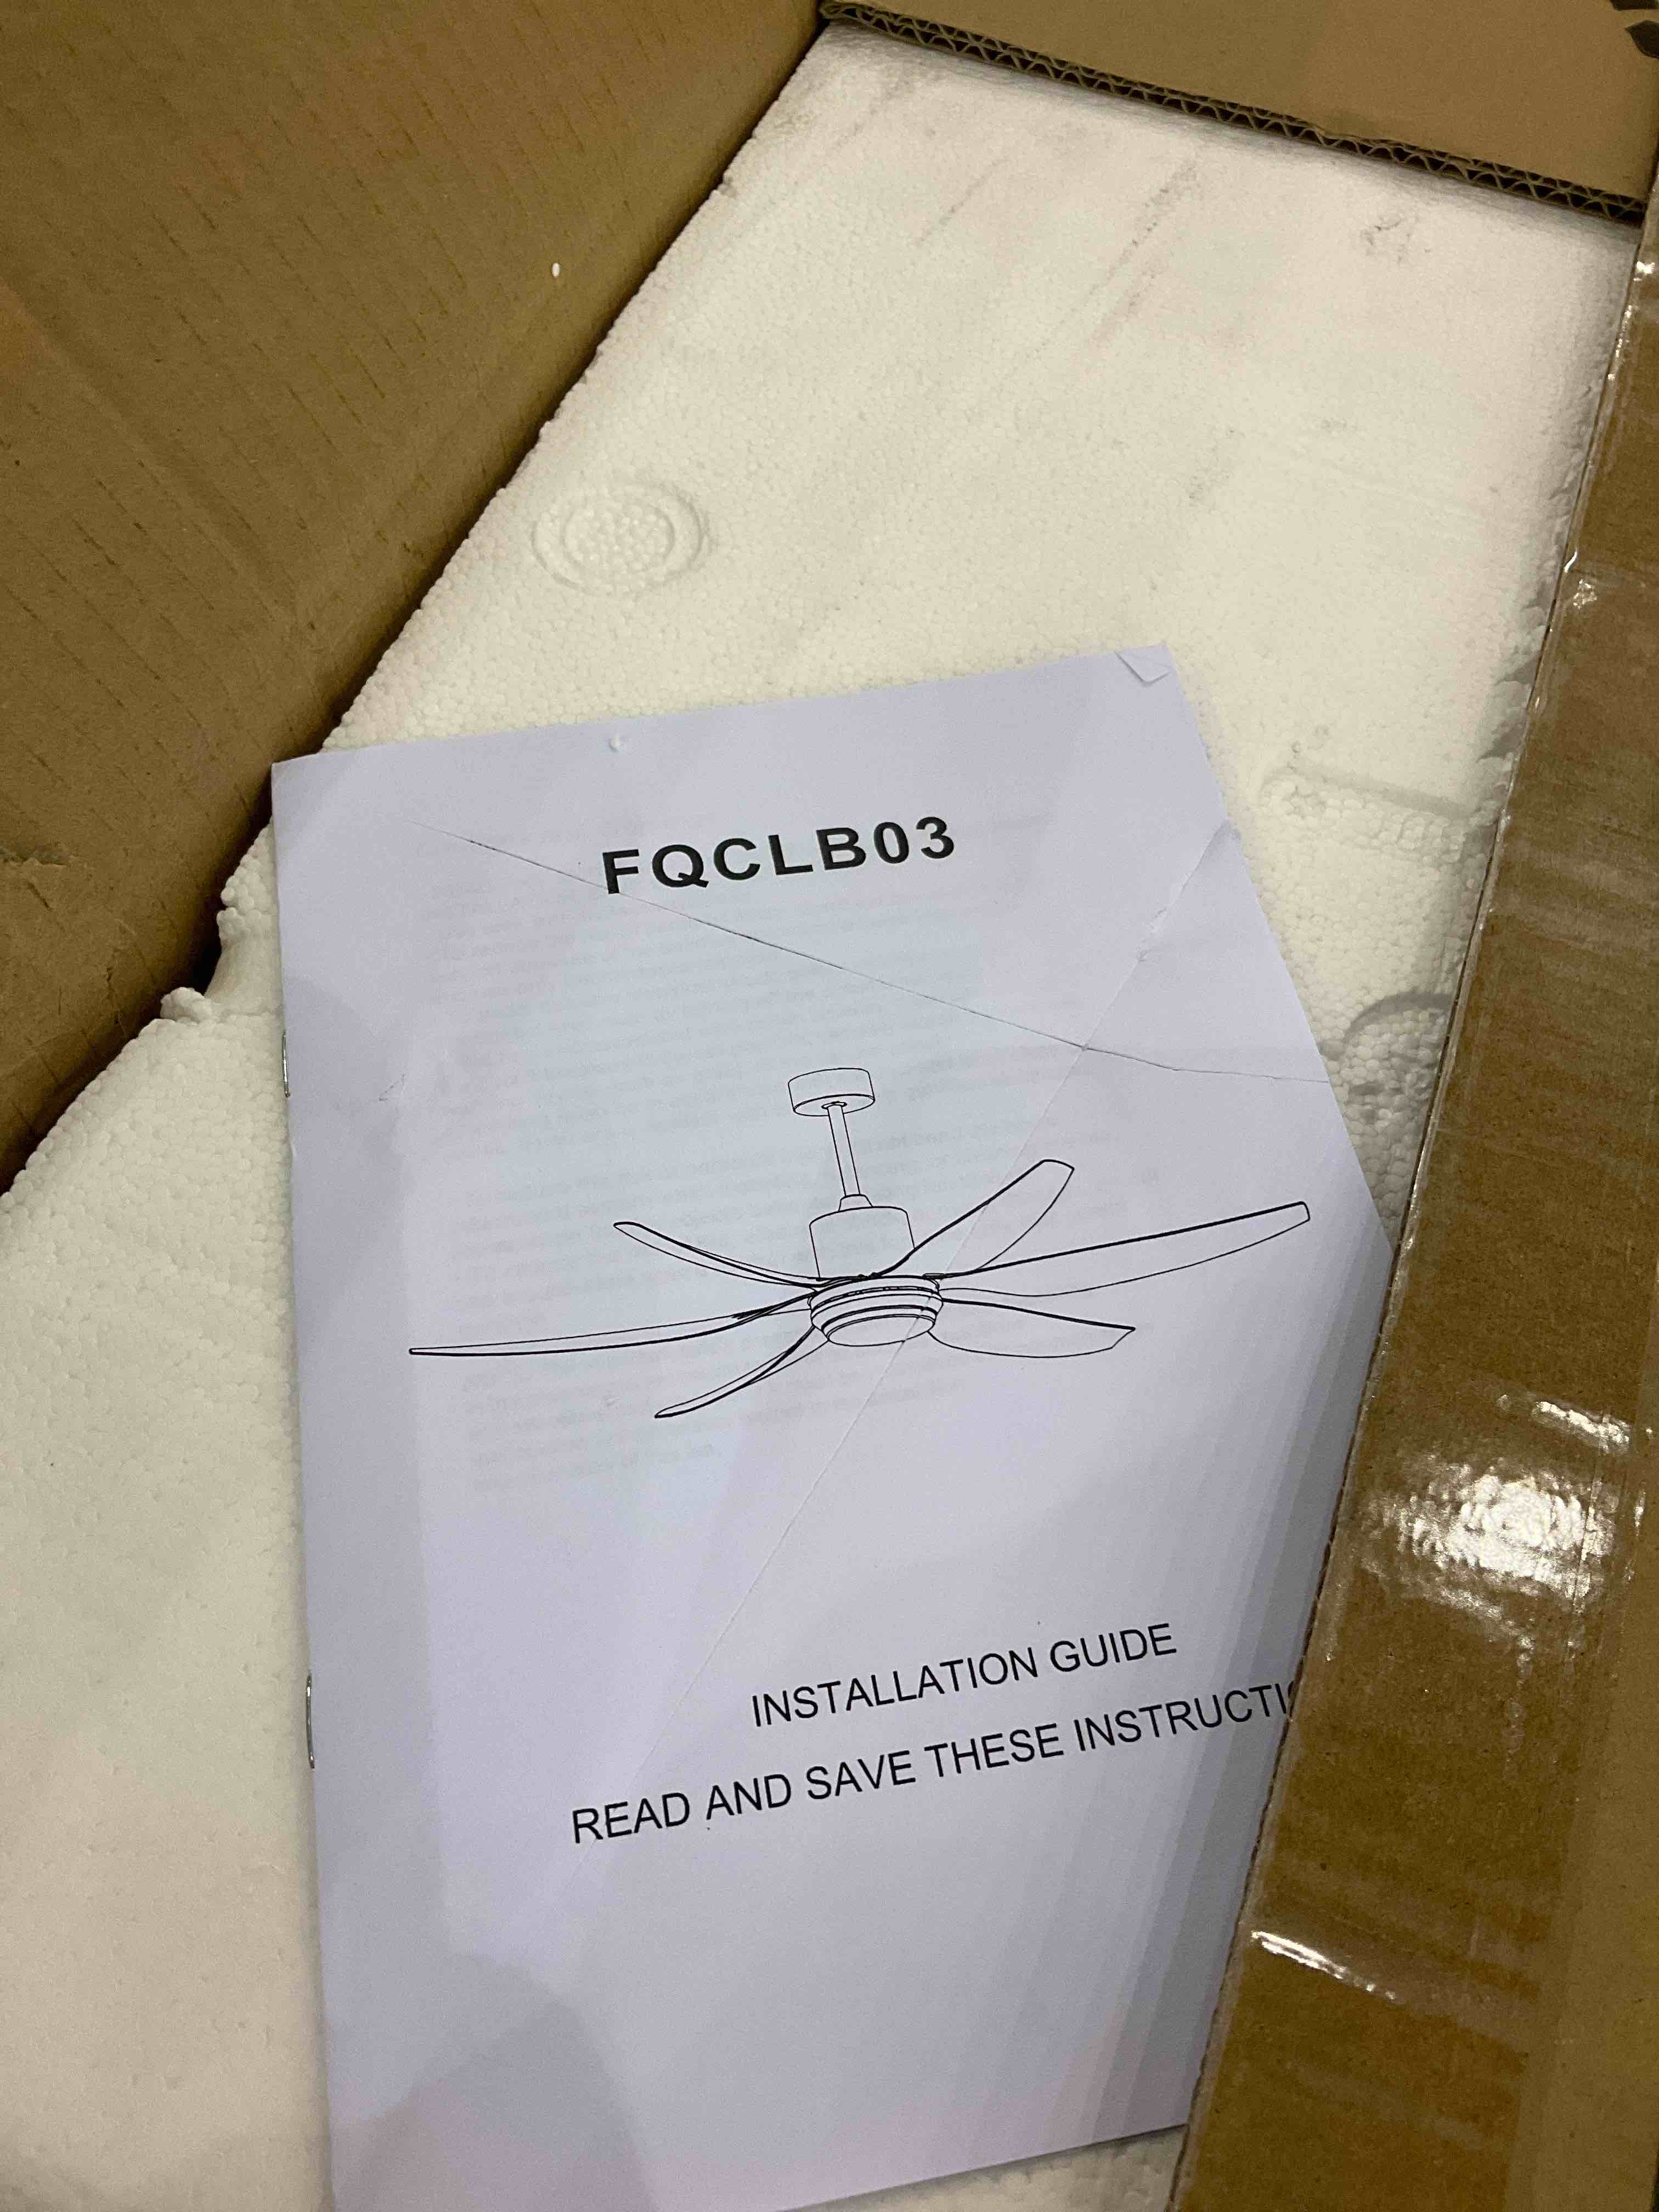 FQCLB03
INSTALLATION GUIDE
READ AND SAVE THESE INSTRUCTI